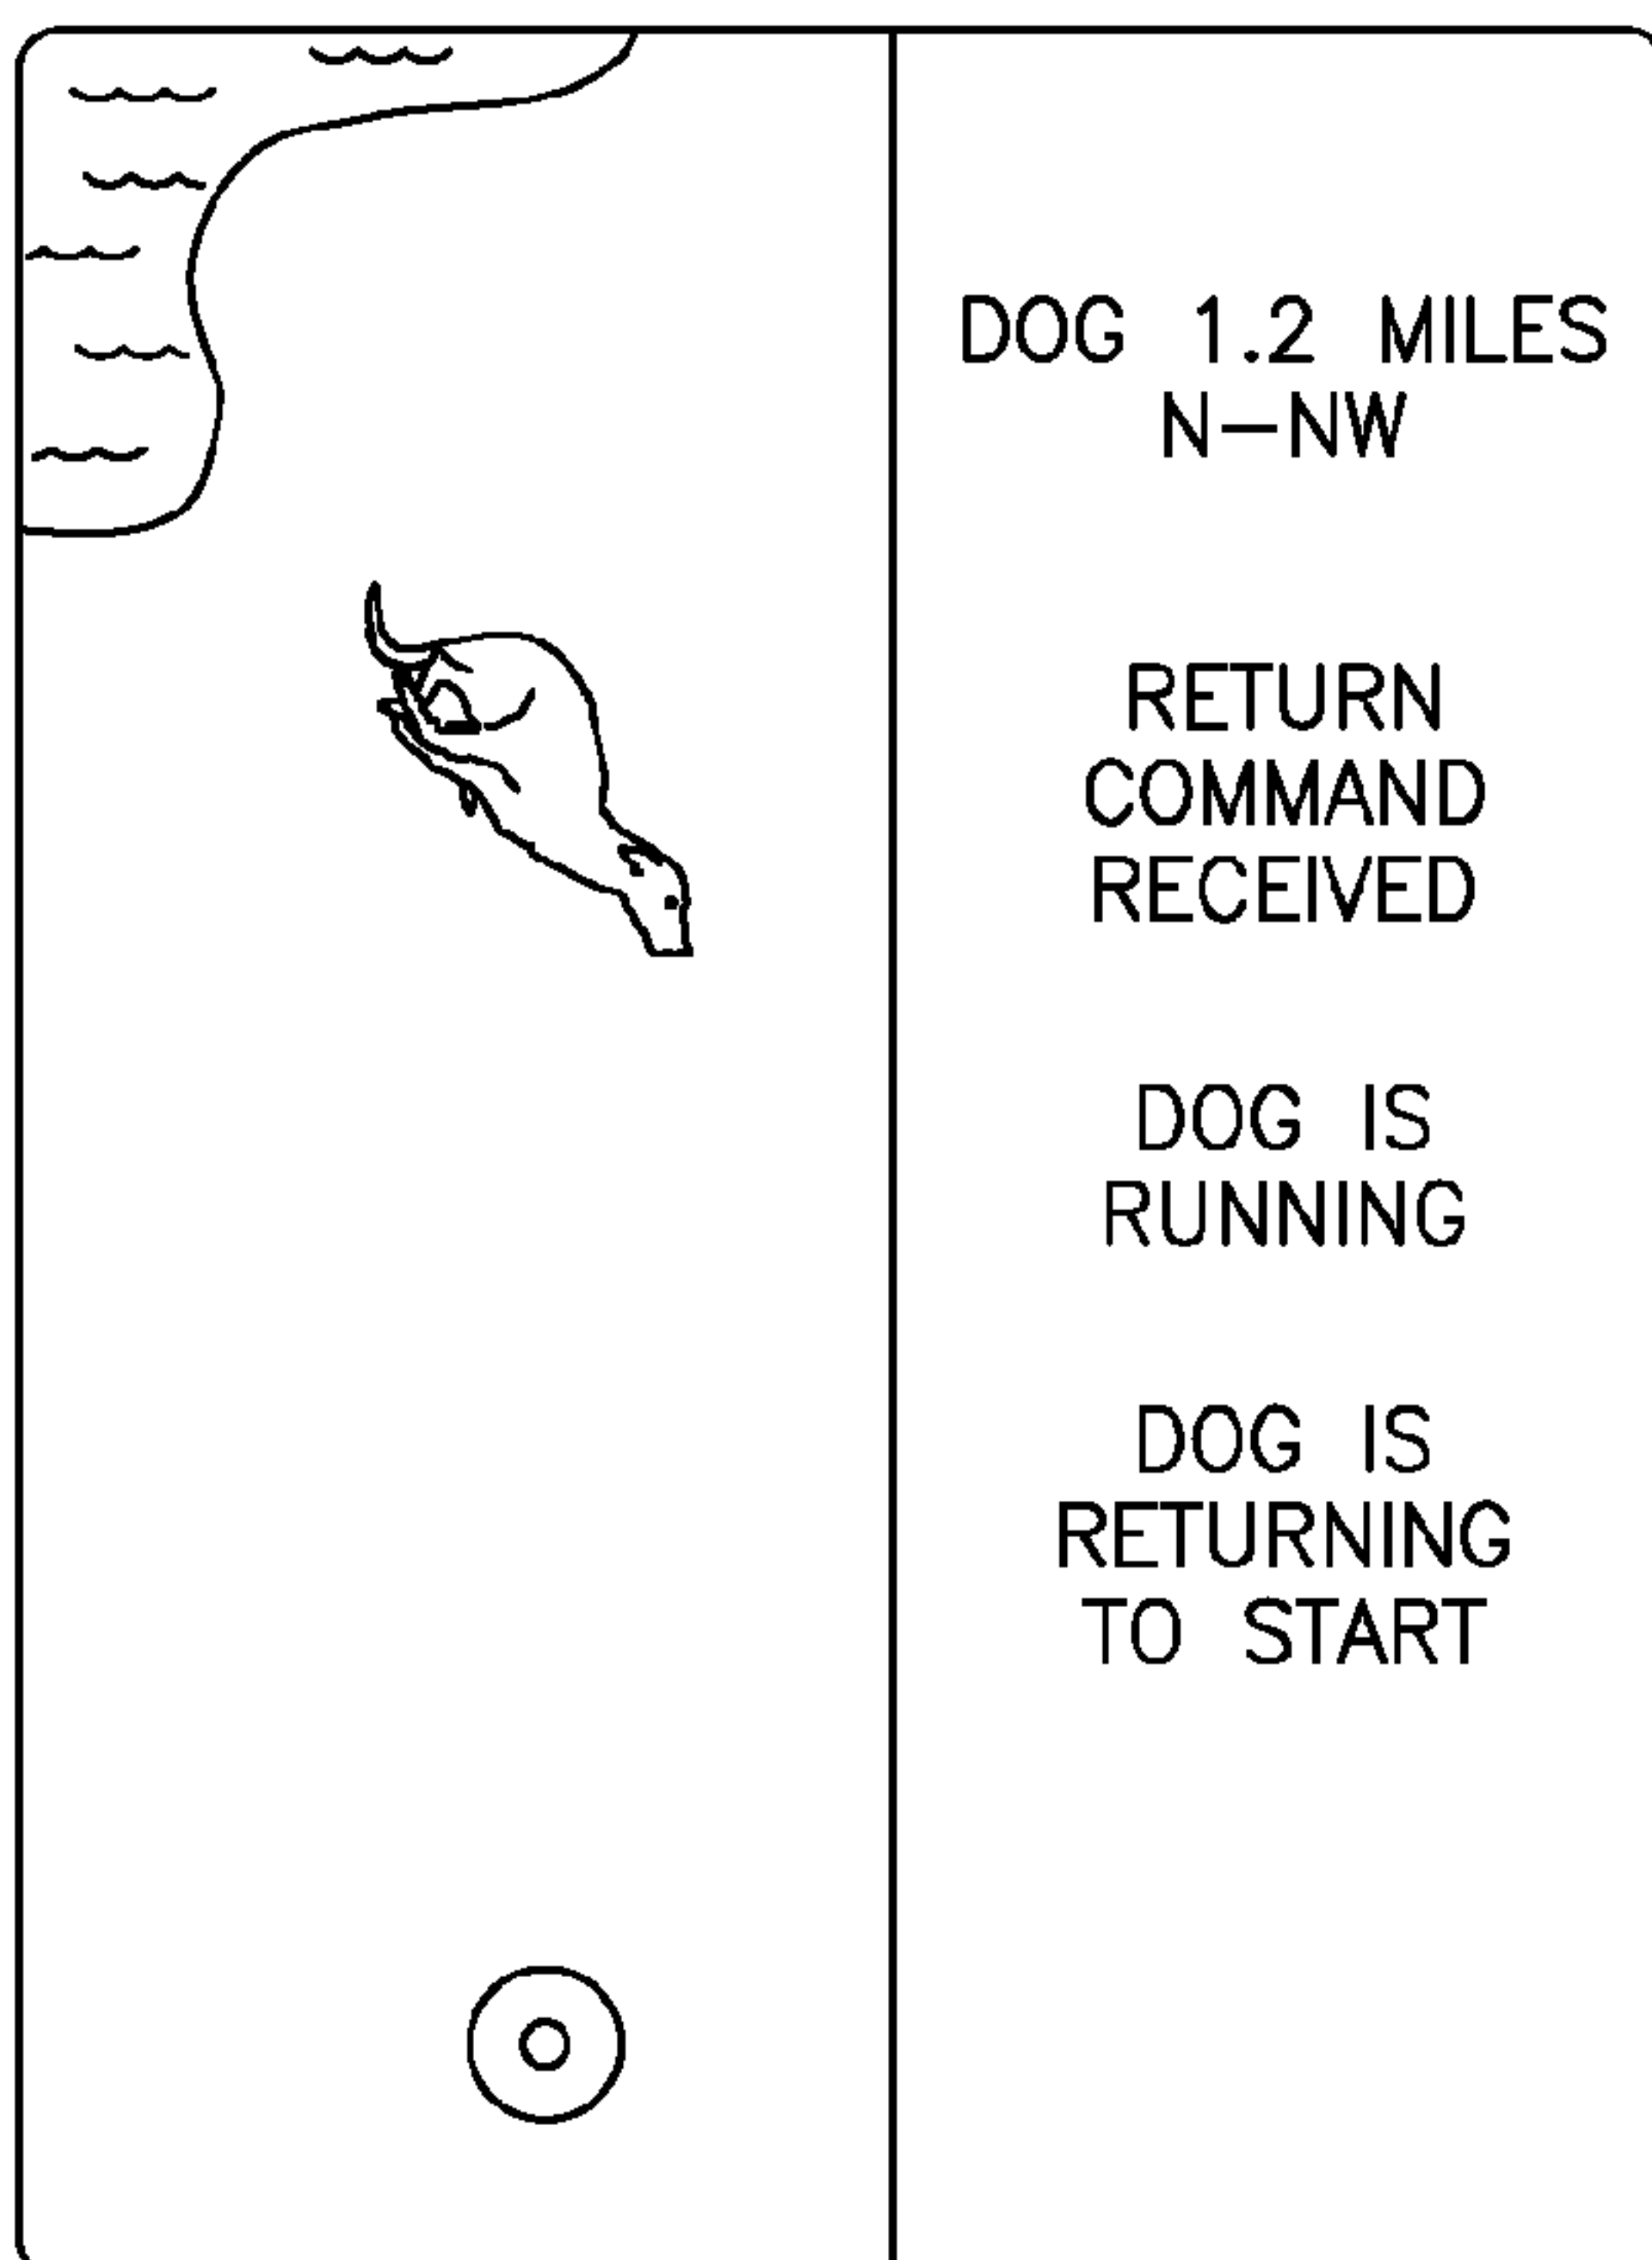 DOG 1.2 MILES
N-NW
RETURN
COMMAND
RECEIVED
DOG IS
RUNNING
DOG IS
RETURNING
TO START